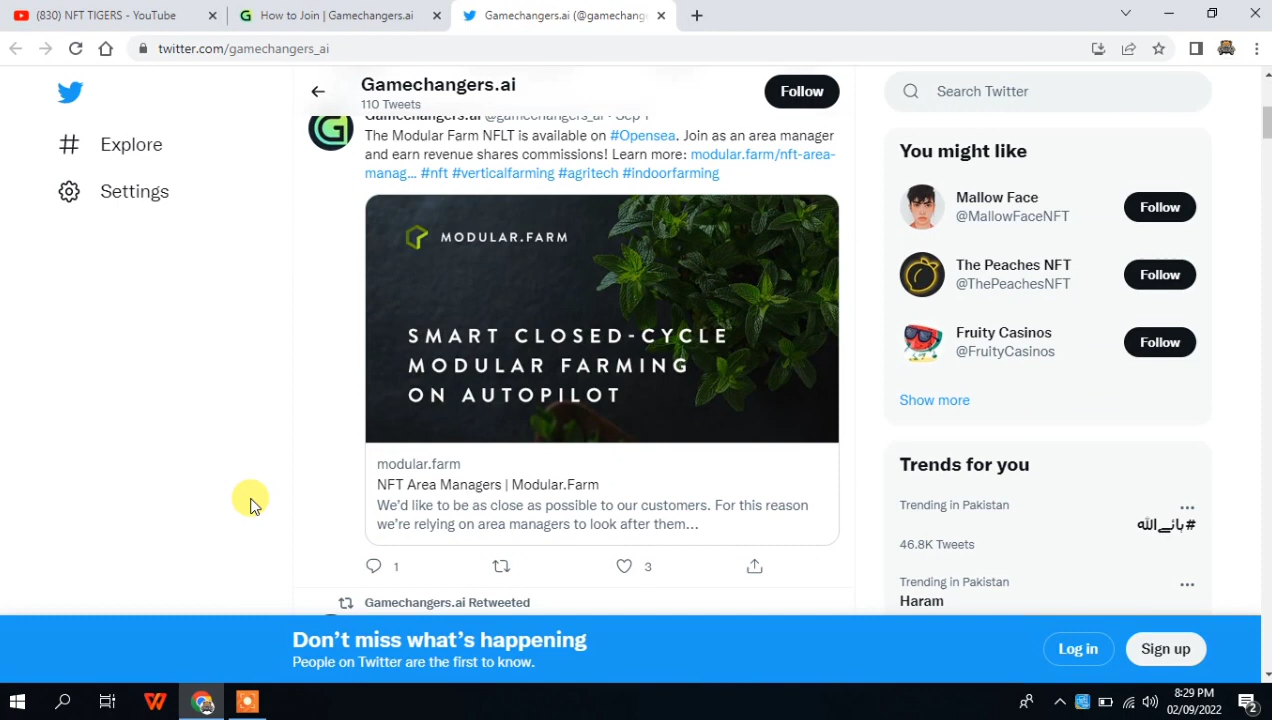 (830) NFT TIGERS - YouTube
How to Join | Gamechangers.ai
Gamechangers.ai (@gamechang
twitter.com/gamechangers_ai
Gamechangers.ai
110 Tweets
Follow
Search Twitter
Explore
Settings
Gamechangers.ai @gamechangers_ai · Sep 1
The Modular Farm NFLT is available on #Opensea. Join as an area manager
and earn revenue shares commissions! Learn more: modular.farm/nft-area-
manag... #nft #verticalfarming #agritech #indoorfarming
MODULAR.FARM
SMART CLOSED-CYCLE
MODULAR FARMING
ON AUTOPILOT
modular.farm
NFT Area Managers | Modular.Farm
We'd like to be as close as possible to our customers. For this reason
we're relying on area managers to look after them...
1
3
Gamechangers.ai Retweeted
You might like
Mallow Face
@MallowFaceNFT
Follow
The Peaches NFT
@ThePeachesNFT
Follow
Fruity Casinos
@FruityCasinos
Follow
Show more
Trends for you
Trending in Pakistan
#بائےاللہ
46.8K Tweets
Trending in Pakistan
Haram
Don't miss what's happening
People on Twitter are the first to know.
Log in
Sign up
8:29 PM
02/09/2022
2